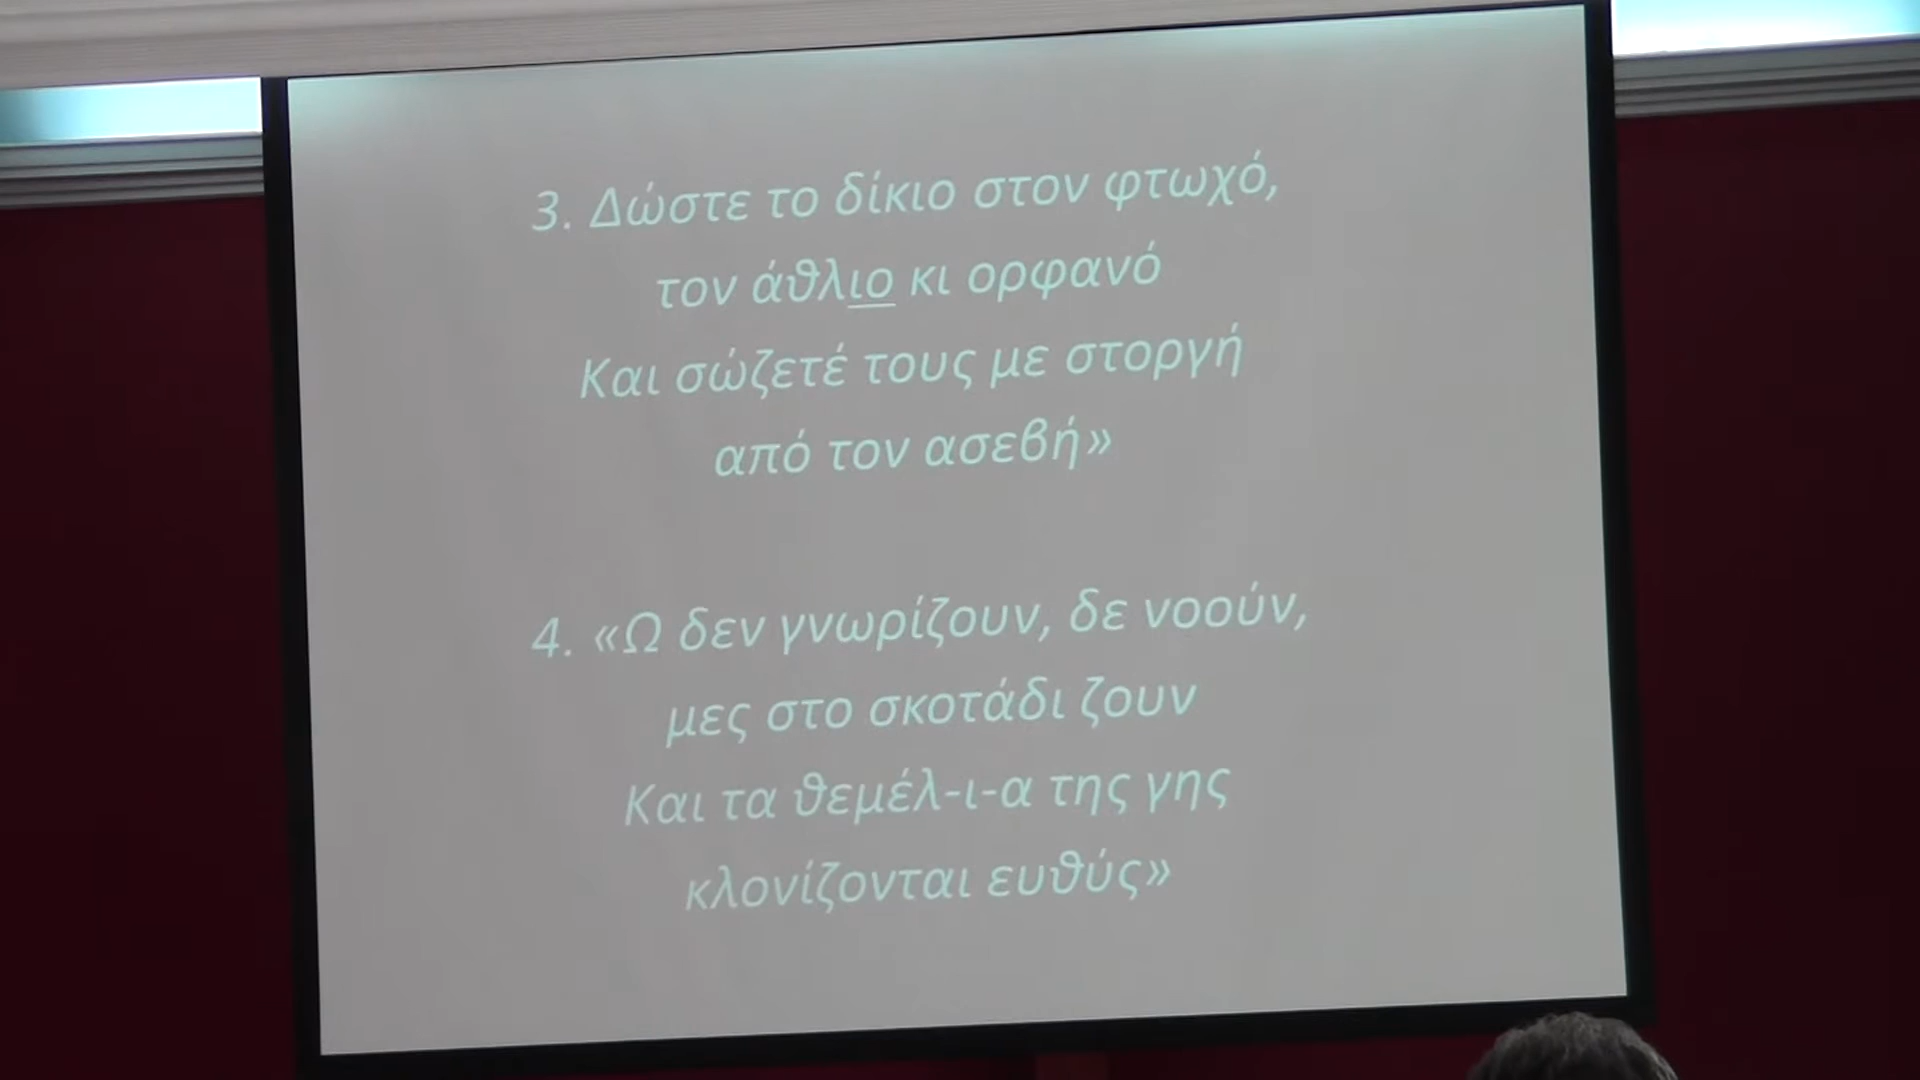 3. Δώστε το δίκιο στον φτωχό,
τον άθλιο κι ορφανό
Και σώζετέ τους με στοργή
από τον ασεβή»
4. «Ω δεν γνωρίζουν, δε νοούν,
μες στο σκοτάδι ζουν
Και τα θεμέλ-ι-α της γης
κλονίζονται ευθύς»